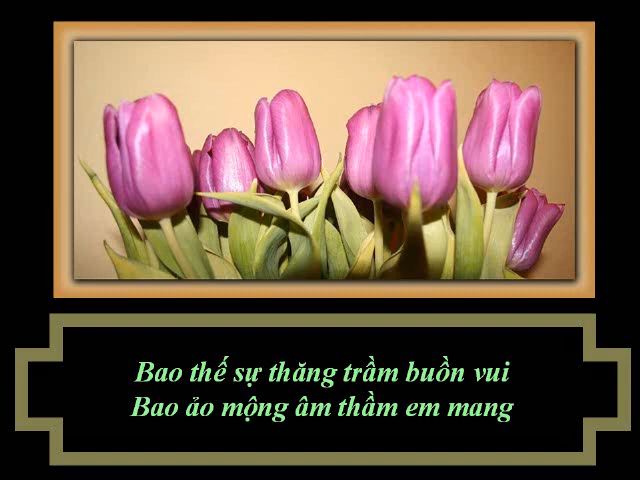 Bao thế sự thăng trầm buồn vui
Bao ảo mộng âm thầm em mang